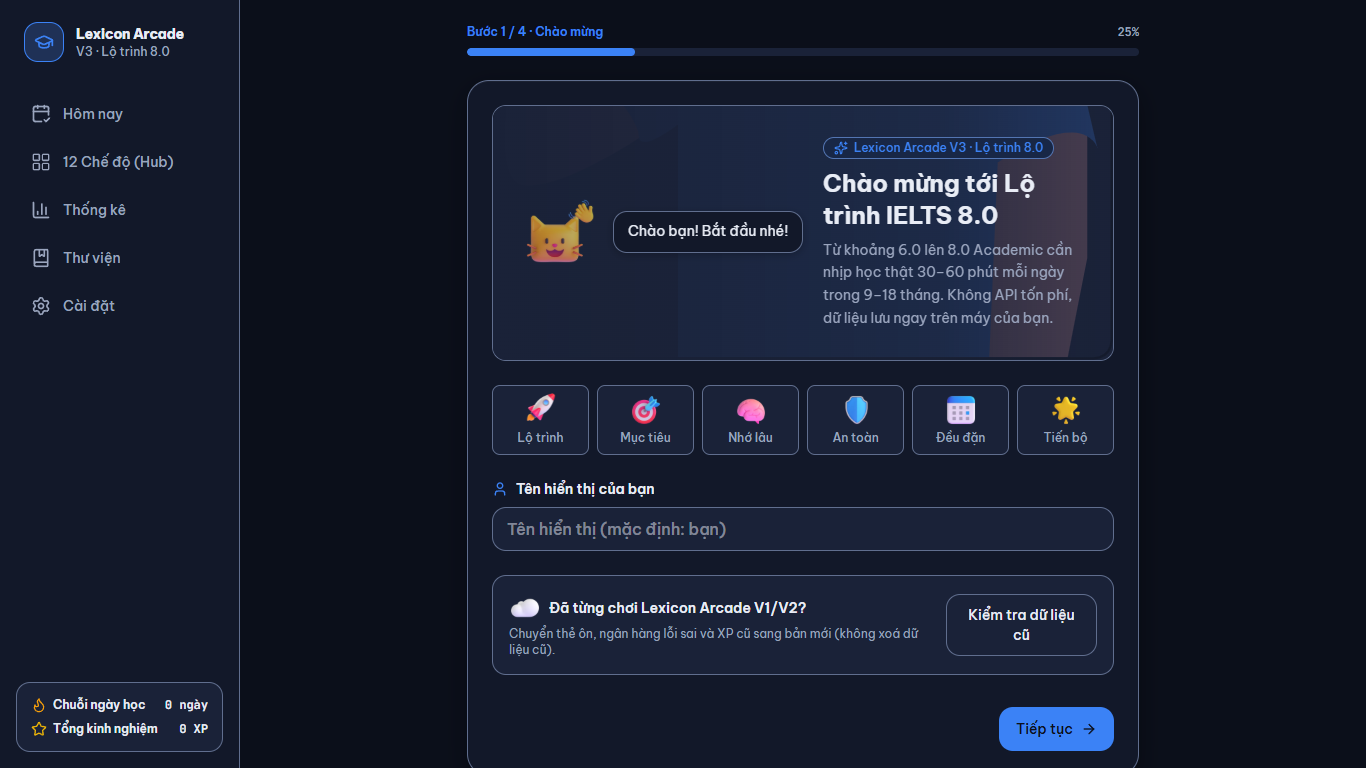 Lexicon Arcade
V3 · Lộ trình 8.0
Hôm nay
12 Chế độ (Hub)
Thống kê
Thư viện
Cài đặt
Chuỗi ngày học 0 ngày
Tổng kinh nghiệm 0 XP
Bước 1 / 4 · Chào mừng 25%
Chào bạn! Bắt đầu nhé!
Lexicon Arcade V3 · Lộ trình 8.0
Chào mừng tới Lộ
trình IELTS 8.0
Từ khoảng 6.0 lên 8.0 Academic cần
nhịp học thật 30–60 phút mỗi ngày
trong 9–18 tháng. Không API tốn phí,
dữ liệu lưu ngay trên máy của bạn.
Lộ trình
Mục tiêu
Nhớ lâu
An toàn
Đều đặn
Tiến bộ
Tên hiển thị của bạn
Tên hiển thị (mặc định: bạn)
Đã từng chơi Lexicon Arcade V1/V2?
Chuyển thẻ ôn, ngân hàng lỗi sai và XP cũ sang bản mới (không xoá dữ
liệu cũ).
Kiểm tra dữ liệu
cũ
Tiếp tục